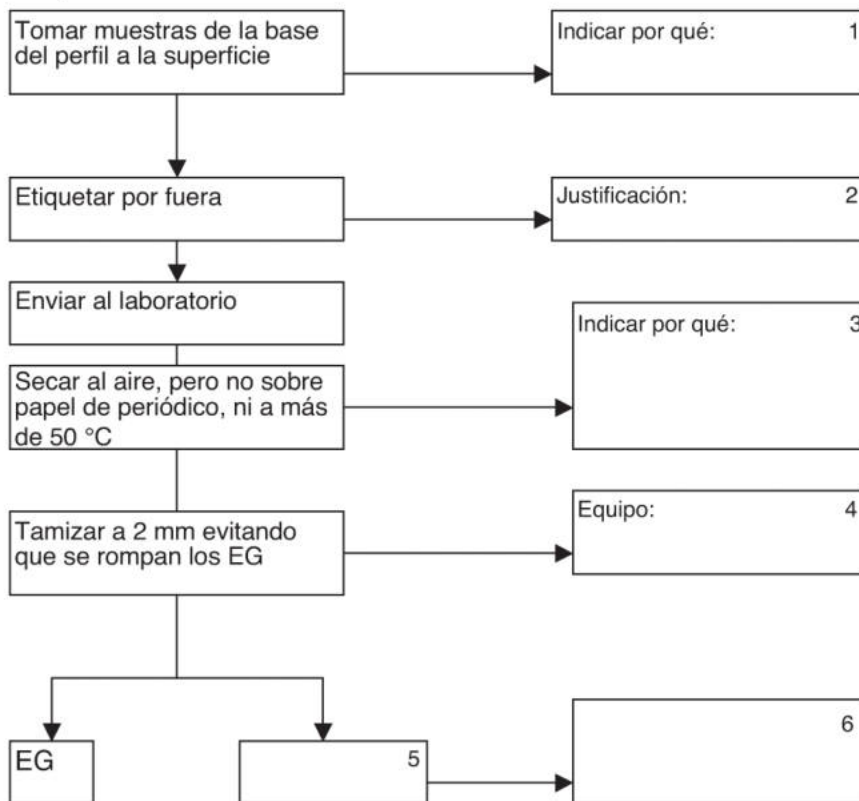 Tomar muestras de la base
del perfil a la superficie
Indicar por qué: 1
Etiquetar por fuera
Justificación: 2
Enviar al laboratorio
Indicar por qué: 3
Secar al aire, pero no sobre
papel de periódico, ni a más
de 50 °C
Equipo: 4
Tamizar a 2 mm evitando
que se rompan los EG
EG
5
6